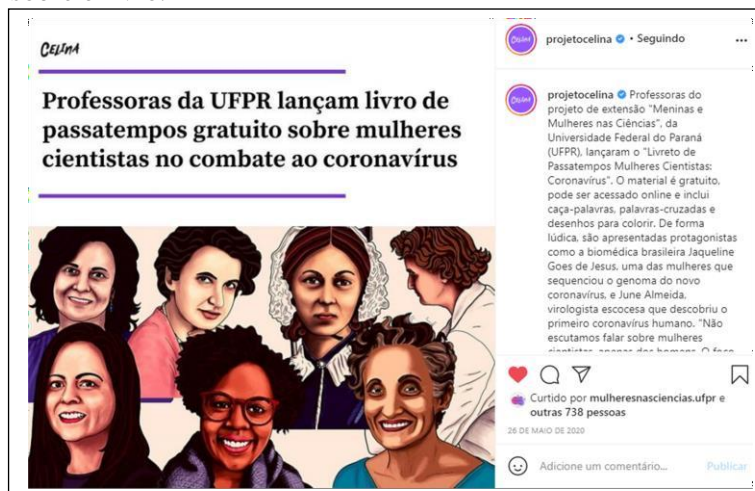 CELINA
Professoras da UFPR lançam livro de
passatempos gratuito sobre mulheres
cientistas no combate ao coronavírus
projetocelina • Seguindo
projetocelina Professoras do
projeto de extensão "Meninas e
Mulheres nas Ciências", da
Universidade Federal do Paraná
(UFPR), lançaram o "Livreto de
Passatempos Mulheres Cientistas:
Coronavírus". O material é gratuito,
pode ser acessado online e inclui
caça-palavras, palavras-cruzadas e
desenhos para colorir. De forma
lúdica, são apresentadas protagonistas
como a biomédica brasileira Jaqueline
Goes de Jesus, uma das mulheres que
sequenciou o genoma do novo
coronavírus, e June Almeida,
virologista escocesa que descobriu o
primeiro coronavírus humano. "Não
escutamos falar sobre mulheres
cientistas, apenas dos homens. O foco
Curtido por mulheresnasciencias.ufpr e
outras 738 pessoas
26 DE MAIO DE 2020
Adicione um comentário...
Publicar